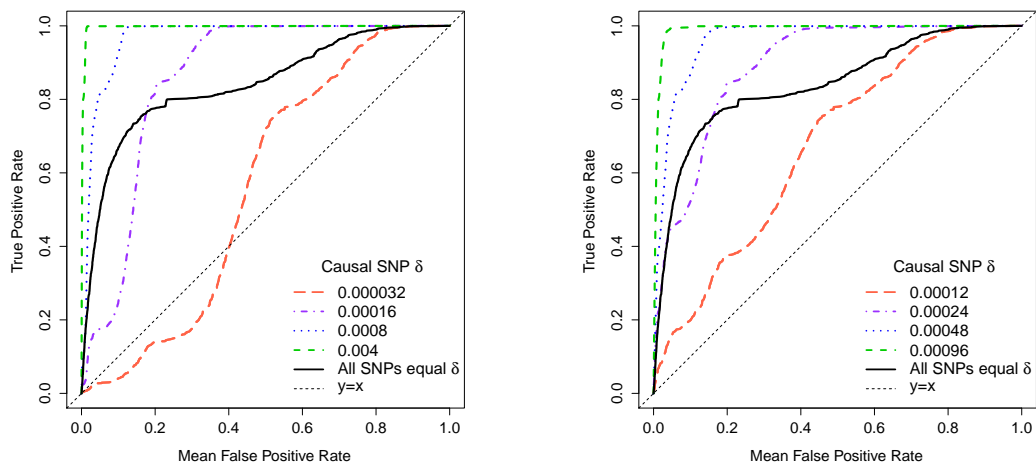 1.0
0.8
0.6
0.4
0.2
0.0
True Positive Rate
0.0 0.2 0.4 0.6 0.8 1.0
Mean False Positive Rate
Causal SNP δ
0.000032
0.00016
0.0008
0.004
All SNPs equal δ
y=x
1.0
0.8
0.6
0.4
0.2
0.0
True Positive Rate
0.0 0.2 0.4 0.6 0.8 1.0
Mean False Positive Rate
Causal SNP δ
0.00012
0.00024
0.00048
0.00096
All SNPs equal δ
y=x